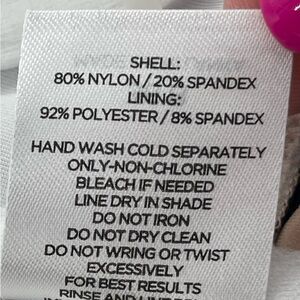 SHELL:
80% NYLON / 20% SPANDEX
LINING:
92% POLYESTER / 8% SPANDEX
HAND WASH COLD SEPARATELY
ONLY-NON-CHLORINE
BLEACH IF NEEDED
LINE DRY IN SHADE
DO NOT IRON
DO NOT DRY CLEAN
DO NOT WRING OR TWIST
EXCESSIVELY
FOR BEST RESULTS
RINSE AND